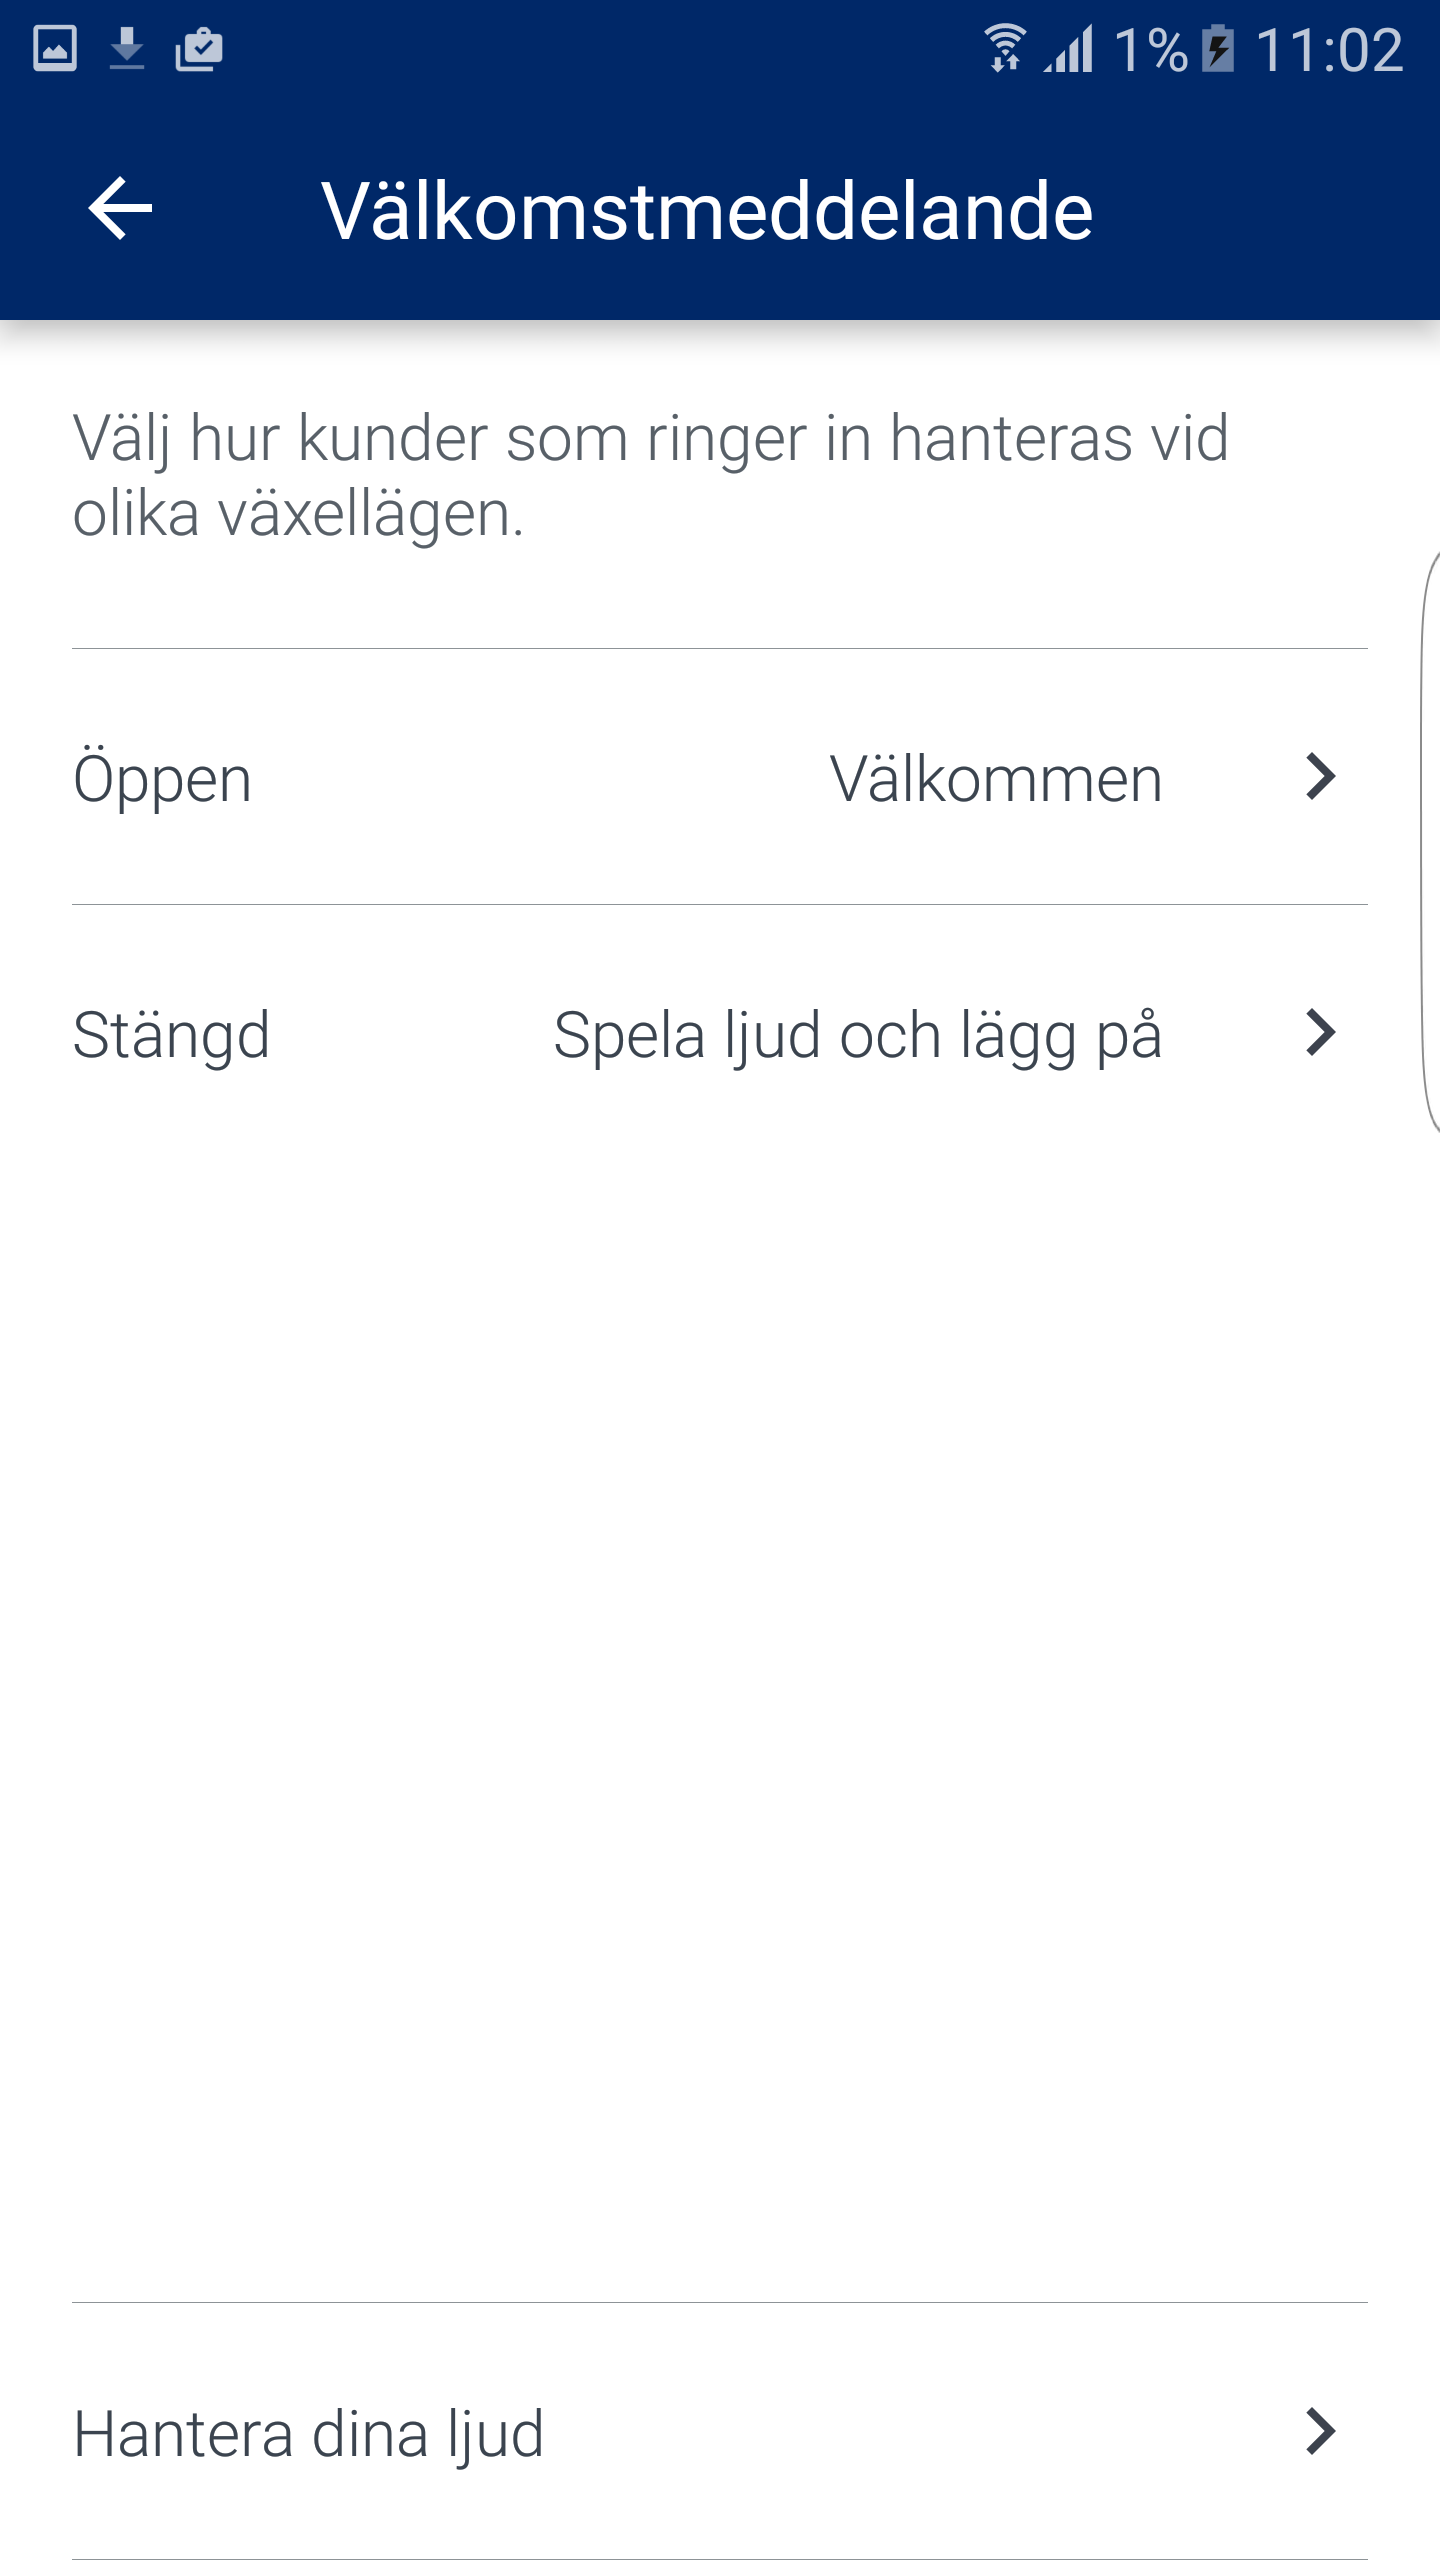 1% 11:02
Välkomstmeddelande
Välj hur kunder som ringer in hanteras vid
olika växellägen.
Öppen Välkommen
Stängd Spela ljud och lägg på
Hantera dina ljud